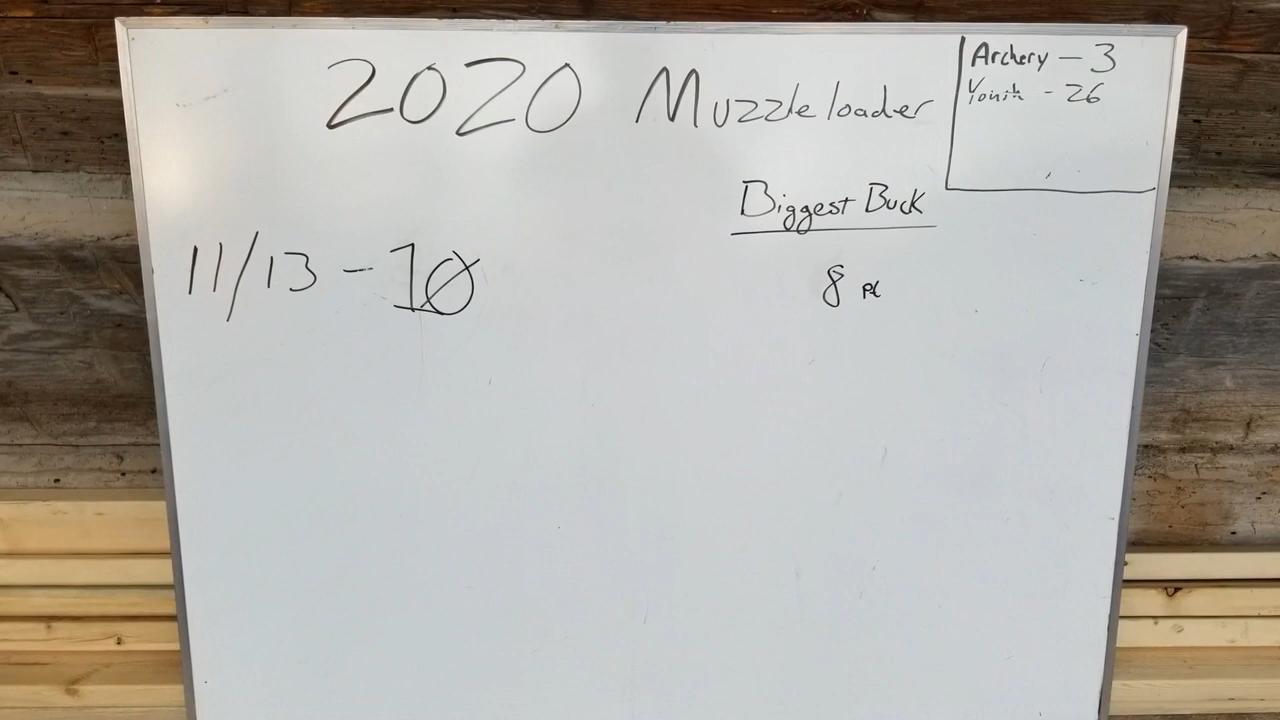 2020 Muzzleloader
Archery - 3
Youth - 26
Biggest Buck
11/13 - 10
8 pt